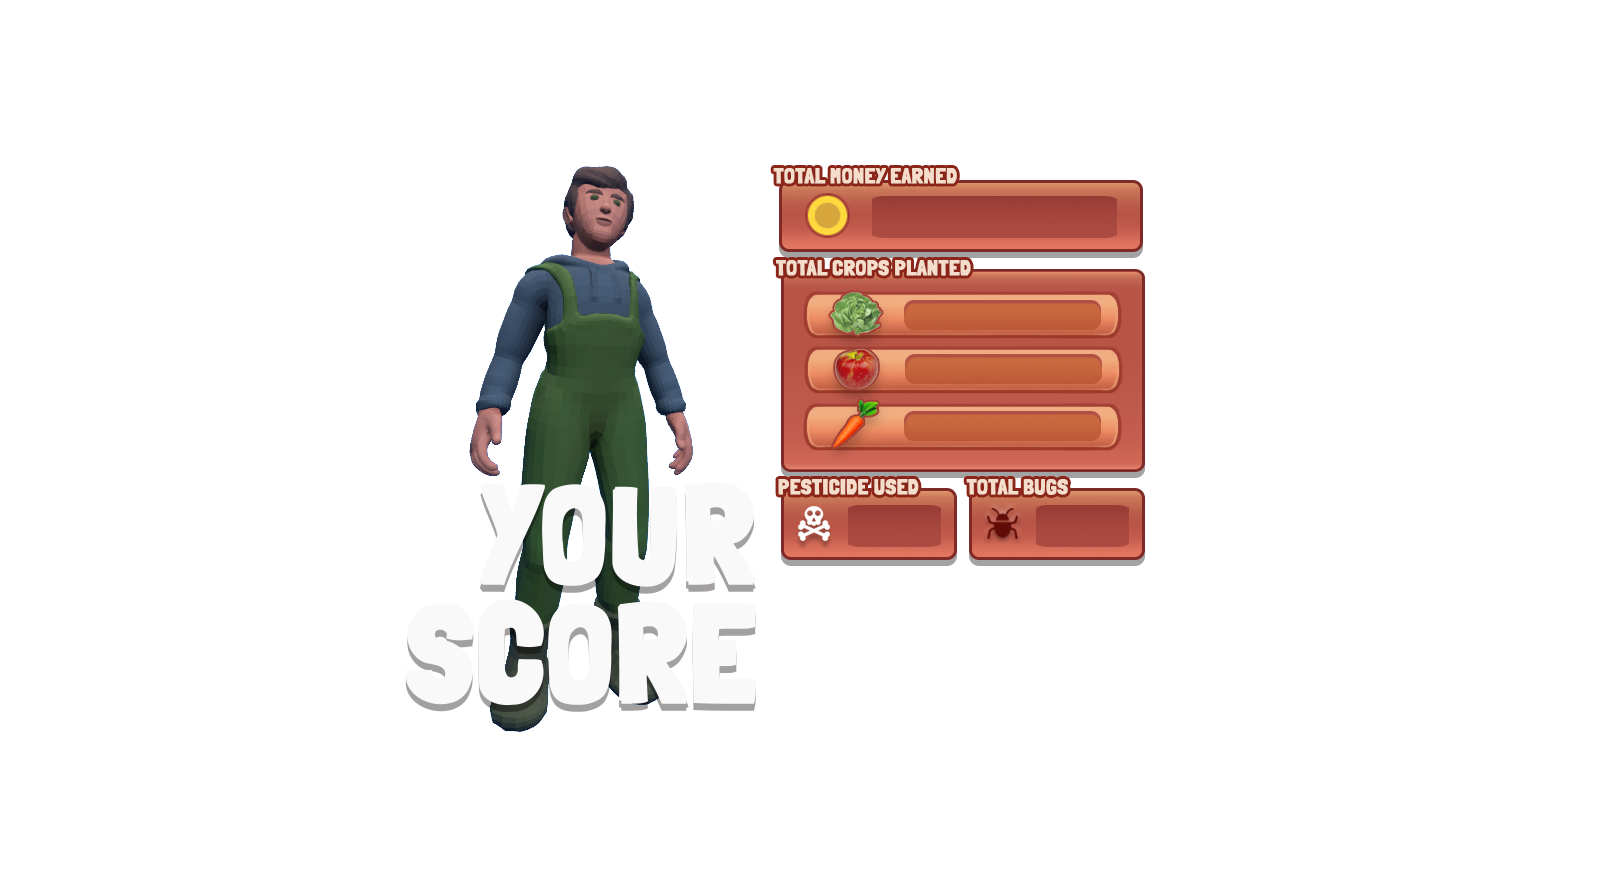 TOTAL MONEY EARNED
TOTAL CROPS PLANTED
PESTICIDE USED
TOTAL BUGS
YOUR
SCORE